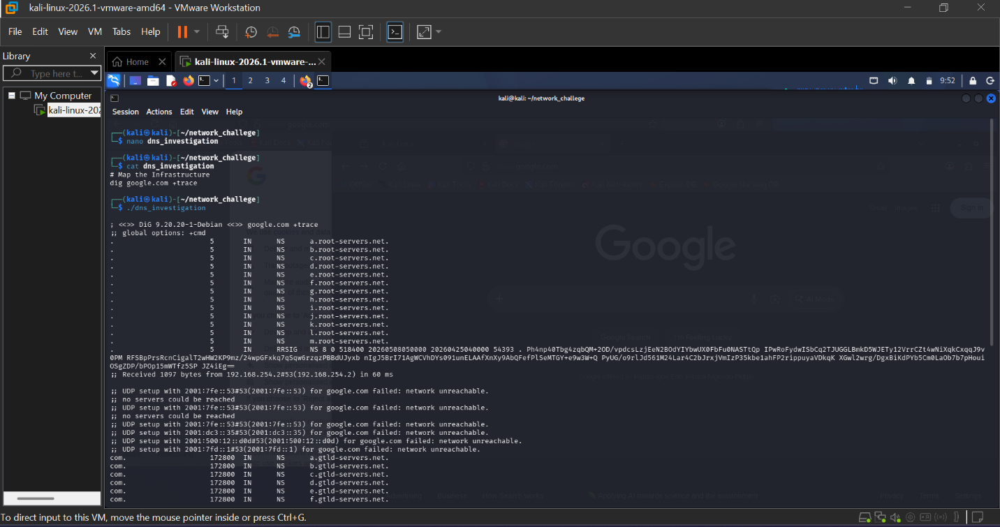 kali-linux-2026.1-vmware-amd64 - VMware Workstation
File Edit View VM Tabs Help
Library
Type here t...
My Computer
kali-linux-202
Home
kali-linux-2026.1-vmware-...
1 2 3 4
2
9:52
kali@kali: ~/network_challege
Session Actions Edit View Help
┌──(kali㉿kali)-[~/network_challege]
└─$ nano dns_investigation
┌──(kali㉿kali)-[~/network_challege]
└─$ cat dns_investigation
# Map the Infrastructure
dig google.com +trace
┌──(kali㉿kali)-[~/network_challege]
└─$ ./dns_investigation
; <<>> DiG 9.20.20-1-Debian <<>> google.com +trace
;; global options: +cmd
. 5 IN NS a.root-servers.net.
. 5 IN NS b.root-servers.net.
. 5 IN NS c.root-servers.net.
. 5 IN NS d.root-servers.net.
. 5 IN NS e.root-servers.net.
. 5 IN NS f.root-servers.net.
. 5 IN NS g.root-servers.net.
. 5 IN NS h.root-servers.net.
. 5 IN NS i.root-servers.net.
. 5 IN NS j.root-servers.net.
. 5 IN NS k.root-servers.net.
. 5 IN NS l.root-servers.net.
. 5 IN NS m.root-servers.net.
. 5 IN RRSIG NS 8 0 518400 20260508050000 20260425040000 54393 . Ph4np40Tbg4zqbQM+2OD/vpdcsLzjEeN2BOdYIYbwUX0FbFu0NASTtQp IPwRoFydwISbCq2TJUGGLBmkD5WJETy12VrrCZt4wNiXqkCxqqJ9v
0PM RFSBpPrsRcnCigalT2wHW2KP9mz/24wpGFxkq7qSqw6rzqzPBBdUJyxb nIgJ5BrI71AgWCVhDYs091unELAAfXnXy9AbQFefPlSeMTGY+e9w3W+Q PyUG/o9rlJd561M24Lar4C2bJrxjVmIzP35kbe1ahFP2rippuyaVDkqK XGwl2wrg/DgxBiKdPYb5Cm0LaOb7b7pHoui
OSgZDP/bPOp15mWTfz5SP JZ4iEg==
;; Received 1097 bytes from 192.168.254.2#53(192.168.254.2) in 60 ms
;; UDP setup with 2001:7fe::53#53(2001:7fe::53) for google.com failed: network unreachable.
;; no servers could be reached
;; UDP setup with 2001:7fe::53#53(2001:7fe::53) for google.com failed: network unreachable.
;; no servers could be reached
;; UDP setup with 2001:7fe::53#53(2001:7fe::53) for google.com failed: network unreachable.
;; UDP setup with 2001:dc3::35#53(2001:dc3::35) for google.com failed: network unreachable.
;; UDP setup with 2001:500:12::d0d#53(2001:500:12::d0d) for google.com failed: network unreachable.
;; UDP setup with 2001:7fd::1#53(2001:7fd::1) for google.com failed: network unreachable.
com. 172800 IN NS a.gtld-servers.net.
com. 172800 IN NS b.gtld-servers.net.
com. 172800 IN NS c.gtld-servers.net.
com. 172800 IN NS d.gtld-servers.net.
com. 172800 IN NS e.gtld-servers.net.
com. 172800 IN NS f.gtld-servers.net.
Google
Sign in
To direct input to this VM, move the mouse pointer inside or press Ctrl+G.